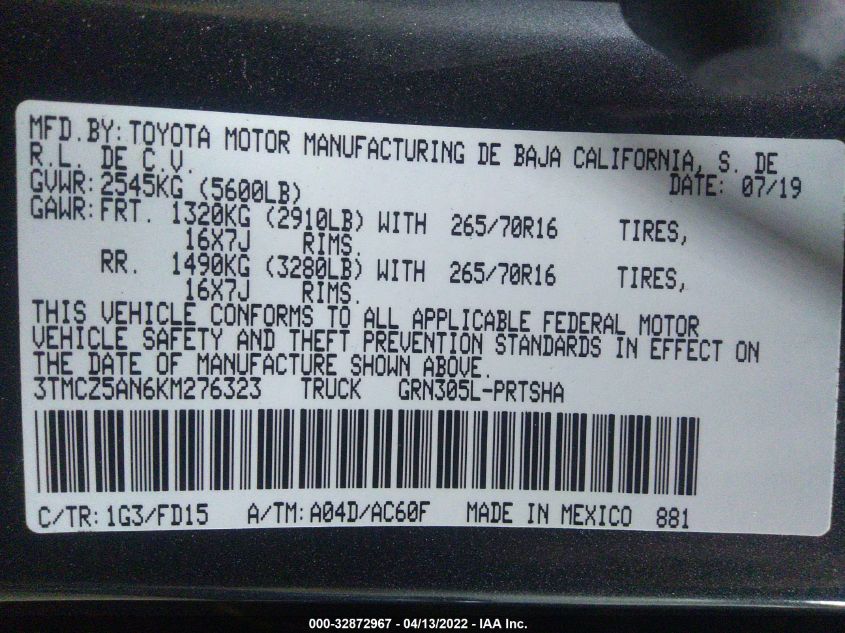 MFD.BY: TOYOTA MOTOR MANUFACTURING DE BAJA CALIFORNIA, S. DE
R.L. DE C.V. DATE: 07/19
GVWR: 2545KG (5600LB)
GAWR: FRT. 1320KG (2910LB) WITH 265/70R16 TIRES,
16X7J RIMS.
RR. 1490KG (3280LB) WITH 265/70R16 TIRES,
16X7J RIMS.
THIS VEHICLE CONFORMS TO ALL APPLICABLE FEDERAL MOTOR
VEHICLE SAFETY AND THEFT PREVENTION STANDARDS IN EFFECT ON
THE DATE OF MANUFACTURE SHOWN ABOVE.
3TMCZ5AN6KM276323 TRUCK GRN305L-PRTSHA
C/TR: 1G3/FD15 A/TM: A04D/AC60F MADE IN MEXICO 881
000-32872967 - 04/13/2022 - IAA Inc.